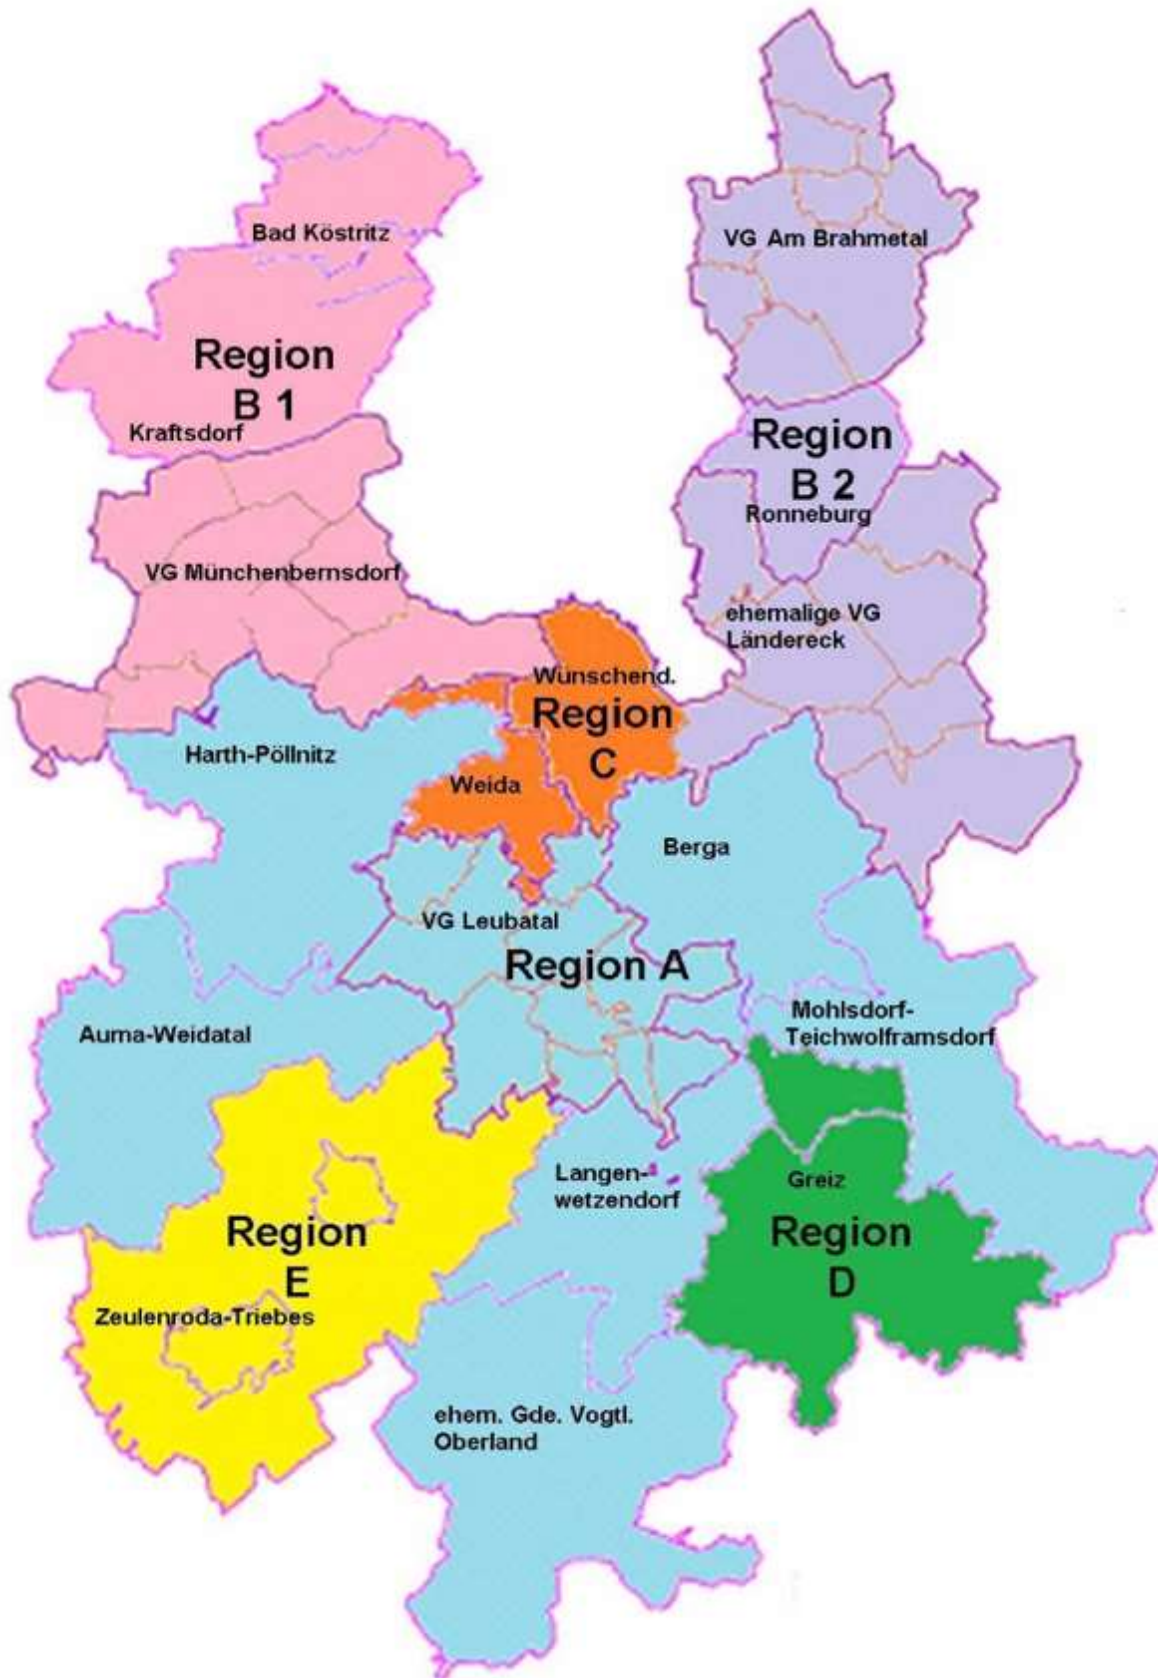 Bad Köstritz
VG Am Brahmetal
Region
B 1
Kraftsdorf
Region
B 2
Ronneburg
VG Münchenbernsdorf
ehemalige VG
Ländereck
Wünschend.
Region
C
Harth-Pöllnitz
Weida
Berga
VG Leubatal
Region A
Mohlsdorf-
Teichwolframsdorf
Auma-Weidatal
Langen-
wetzendorf
Greiz
Region
D
Region
E
Zeulenroda-Triebes
ehem. Gde. Vogtl.
Oberland